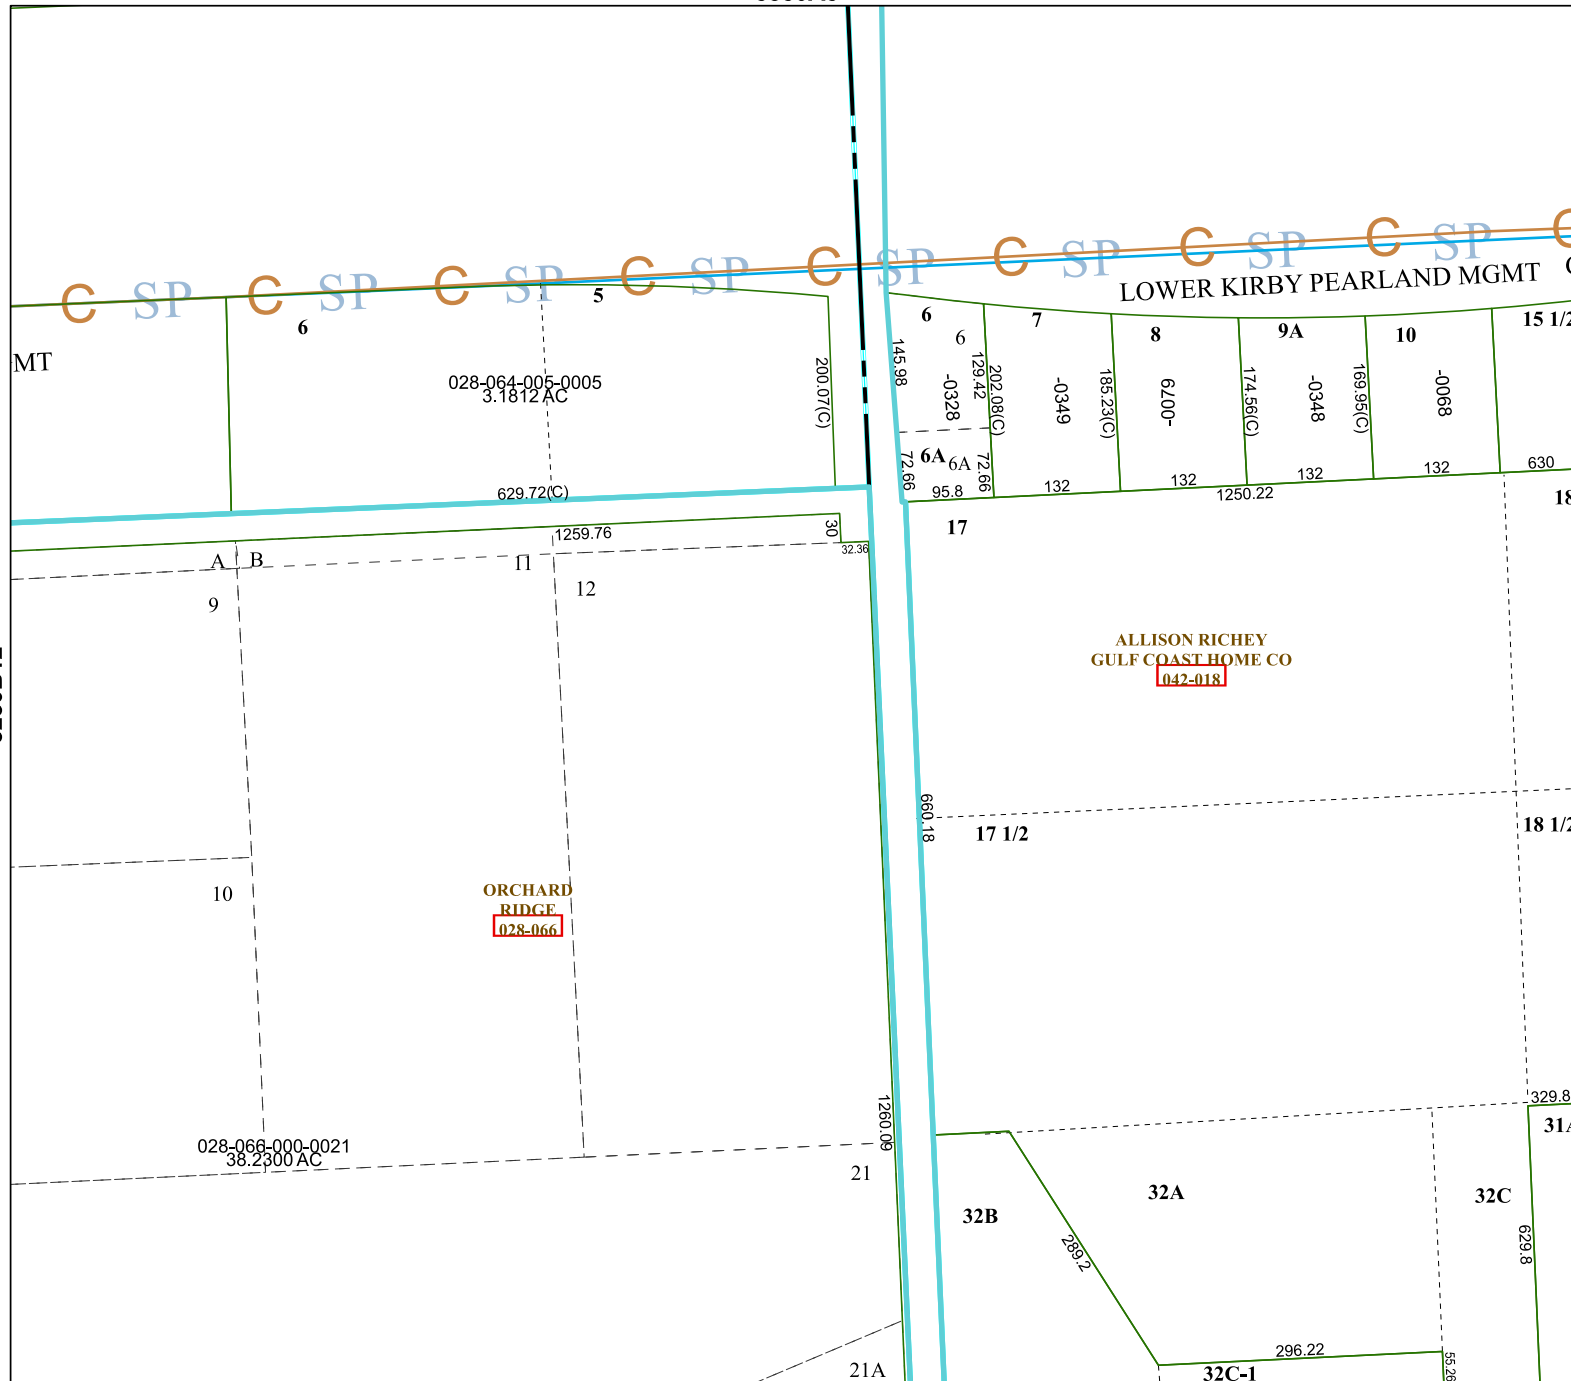 C SP C SP C SP C SP C SP C SP C SP C SP C
LOWER KIRBY PEARLAND MGMT
MT
6
5
028-064-005-0005
3.1812 AC
200.07(C)
629.72(C)
6
7
8
9A
10
15 1/2
6
145.98
129.42
-0328
202.08(C)
-0349
185.23(C)
-0079
174.56(C)
-0348
169.95(C)
-0068
6A
6A
72.66
72.66
95.8
132
132
132
132
630
1250.22
17
18
1259.76
30
32.36
A
B
11
9
12
ALLISON RICHEY
GULF COAST HOME CO
042-018
660.18
17 1/2
18 1/2
10
ORCHARD
RIDGE
028-066
1260.09
329.8
31A
028-066-000-0021
38.2300 AC
21
32B
32A
32C
289.2
629.8
296.22
55.26
21A
32C-1